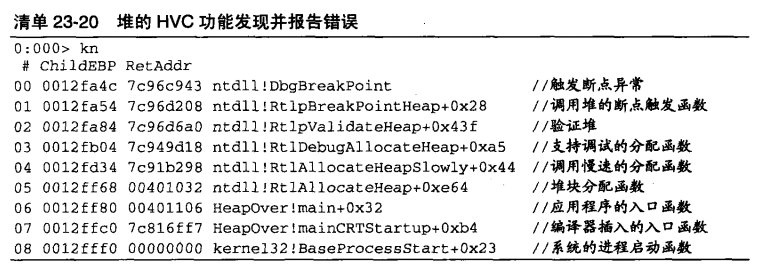 清单 23-20 堆的 HVC 功能发现并报告错误
0:000> kn
# ChildEBP RetAddr
00 0012fa4c 7c96c943 ntdll!DbgBreakPoint //触发断点异常
01 0012fa54 7c96d208 ntdll!RtlpBreakPointHeap+0x28 //调用堆的断点触发函数
02 0012fa84 7c96d6a0 ntdll!RtlpValidateHeap+0x43f //验证堆
03 0012fb04 7c949d18 ntdll!RtlDebugAllocateHeap+0xa5 //支持调试的分配函数
04 0012fd34 7c91b298 ntdll!RtlAllocateHeapSlowly+0x44 //调用慢速的分配函数
05 0012ff68 00401032 ntdll!RtlAllocateHeap+0xe64 //堆块分配函数
06 0012ff80 00401106 HeapOver!main+0x32 //应用程序的入口函数
07 0012ffc0 7c816ff7 HeapOver!mainCRTStartup+0xb4 //编译器插入的入口函数
08 0012fff0 00000000 kernel32!BaseProcessStart+0x23 //系统的进程启动函数